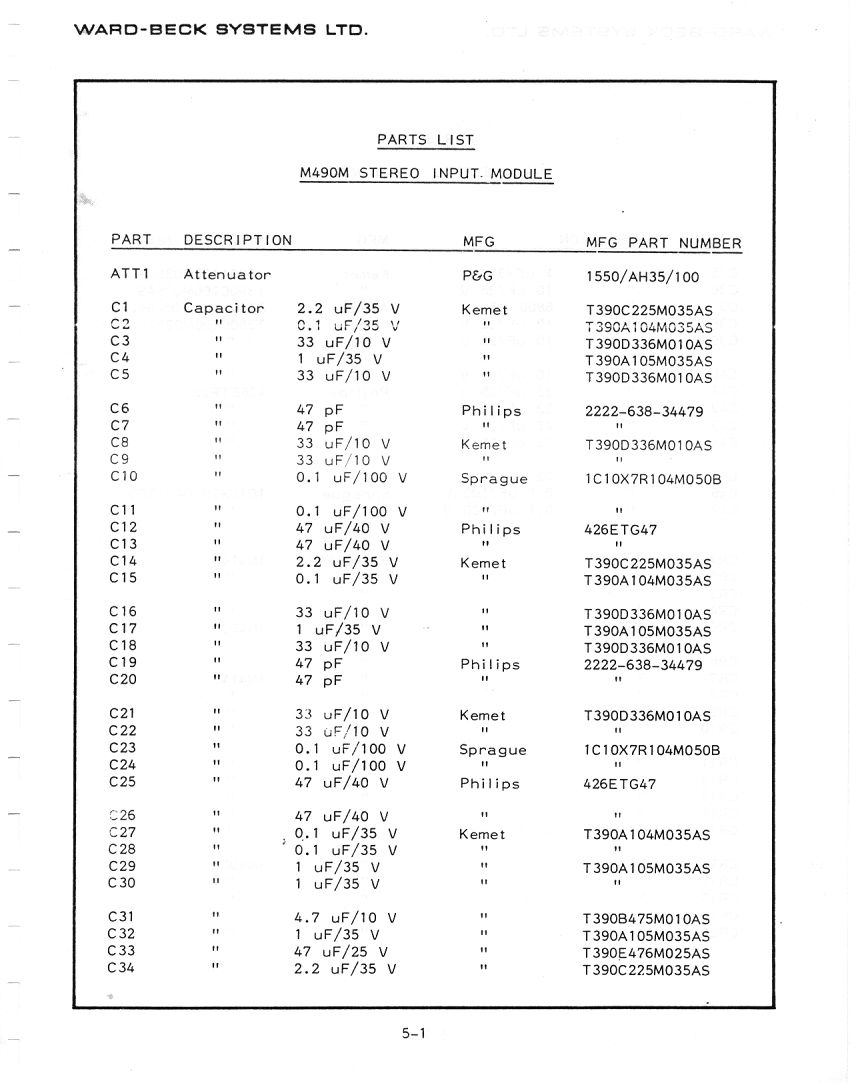 WARD-BECK SYSTEMS LTD.
PARTS LIST
M490M STEREO INPUT. MODULE
PART DESCRIPTION MFG MFG PART NUMBER
ATT1 Attenuator P&G 1550/AH35/100
C1 Capacitor 2.2 uF/35 V Kemet T390C225M035AS
C2 " 0.1 uF/35 V " T390A104M035AS
C3 " 33 uF/10 V " T390D336M010AS
C4 " 1 uF/35 V " T390A105M035AS
C5 " 33 uF/10 V " T390D336M010AS
C6 " 47 pF Philips 2222-638-34479
C7 " 47 pF " "
C8 " 33 uF/10 V Kemet T390D336M010AS
C9 " 33 uF/10 V " "
C10 " 0.1 uF/100 V Sprague 1C10X7R104M050B
C11 " 0.1 uF/100 V " "
C12 " 47 uF/40 V Philips 426ETG47
C13 " 47 uF/40 V " "
C14 " 2.2 uF/35 V Kemet T390C225M035AS
C15 " 0.1 uF/35 V " T390A104M035AS
C16 " 33 uF/10 V " T390D336M010AS
C17 " 1 uF/35 V " T390A105M035AS
C18 " 33 uF/10 V " T390D336M010AS
C19 " 47 pF Philips 2222-638-34479
C20 " 47 pF " "
C21 " 33 uF/10 V Kemet T390D336M010AS
C22 " 33 uF/10 V " "
C23 " 0.1 uF/100 V Sprague 1C10X7R104M050B
C24 " 0.1 uF/100 V " "
C25 " 47 uF/40 V Philips 426ETG47
C26 " 47 uF/40 V " "
C27 " 0.1 uF/35 V Kemet T390A104M035AS
C28 " 0.1 uF/35 V " "
C29 " 1 uF/35 V " T390A105M035AS
C30 " 1 uF/35 V " "
C31 " 4.7 uF/10 V " T390B475M010AS
C32 " 1 uF/35 V " T390A105M035AS
C33 " 47 uF/25 V " T390E476M025AS
C34 " 2.2 uF/35 V " T390C225M035AS
5-1